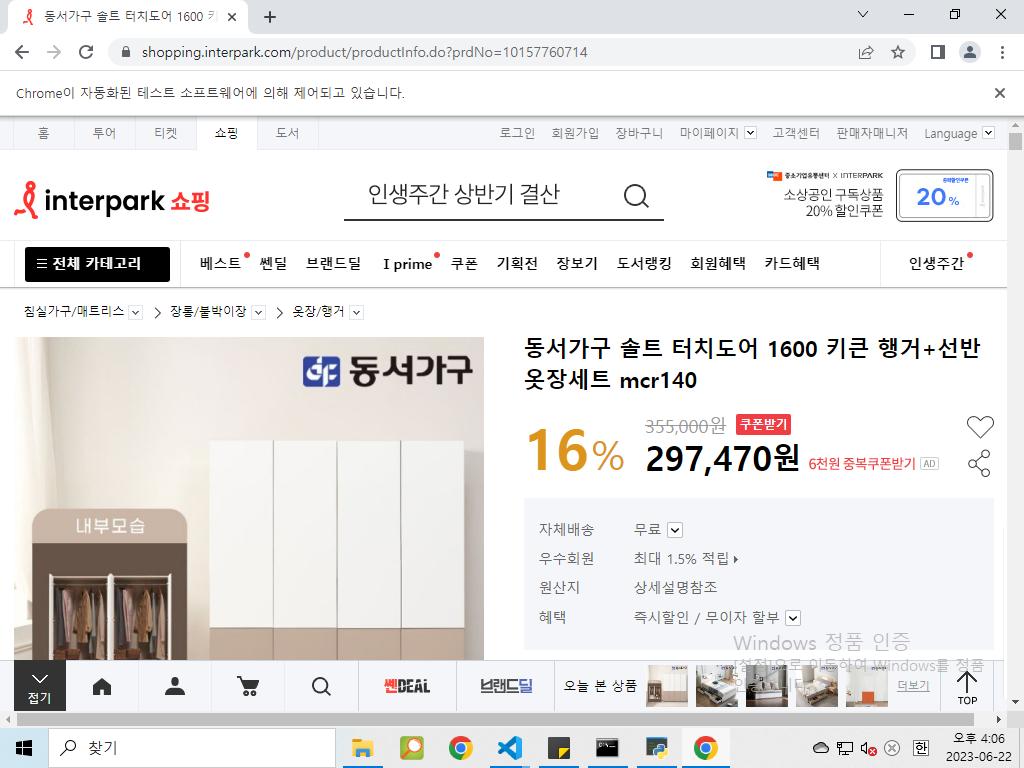 동서가구 솔트 터치도어 1600 키
shopping.interpark.com/product/productInfo.do?prdNo=10157760714
Chrome이 자동화된 테스트 소프트웨어에 의해 제어되고 있습니다.
홈 투어 티켓 쇼핑 도서 로그인 회원가입 장바구니 마이페이지 고객센터 판매자매니저 Language
interpark 쇼핑
인생주간 상반기 결산
중소기업유통센터 X INTERPARK
소상공인 구독상품
20% 할인쿠폰
20%
전체 카테고리 베스트 쎈딜 브랜드딜 I prime 쿠폰 기획전 장보기 도서랭킹 회원혜택 카드혜택 인생주간
침실가구/매트리스 장롱/붙박이장 옷장/행거
동서가구
내부모습
동서가구 솔트 터치도어 1600 키큰 행거+선반
옷장세트 mcr140
16% 355,000원 쿠폰받기
297,470원 6천원 중복쿠폰받기 AD
자체배송 무료
우수회원 최대 1.5% 적립
원산지 상세설명참조
혜택 즉시할인 / 무이자 할부
Windows 정품 인증
[설정]으로 이동하여 Windows를 정품
접기 쎈DEAL 브랜드딜 오늘 본 상품 더보기 TOP
찾기
한
오후 4:06
2023-06-22